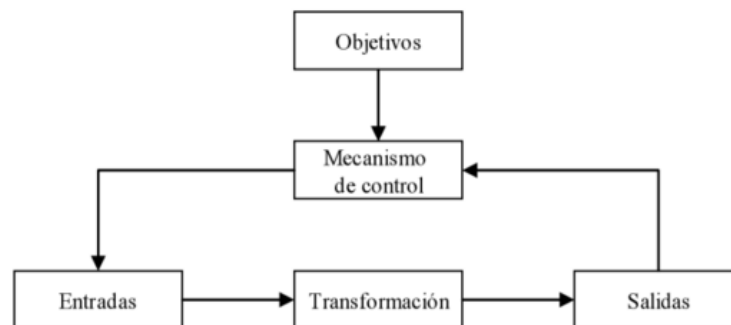 Objetivos
Mecanismo
de control
Entradas
Transformación
Salidas